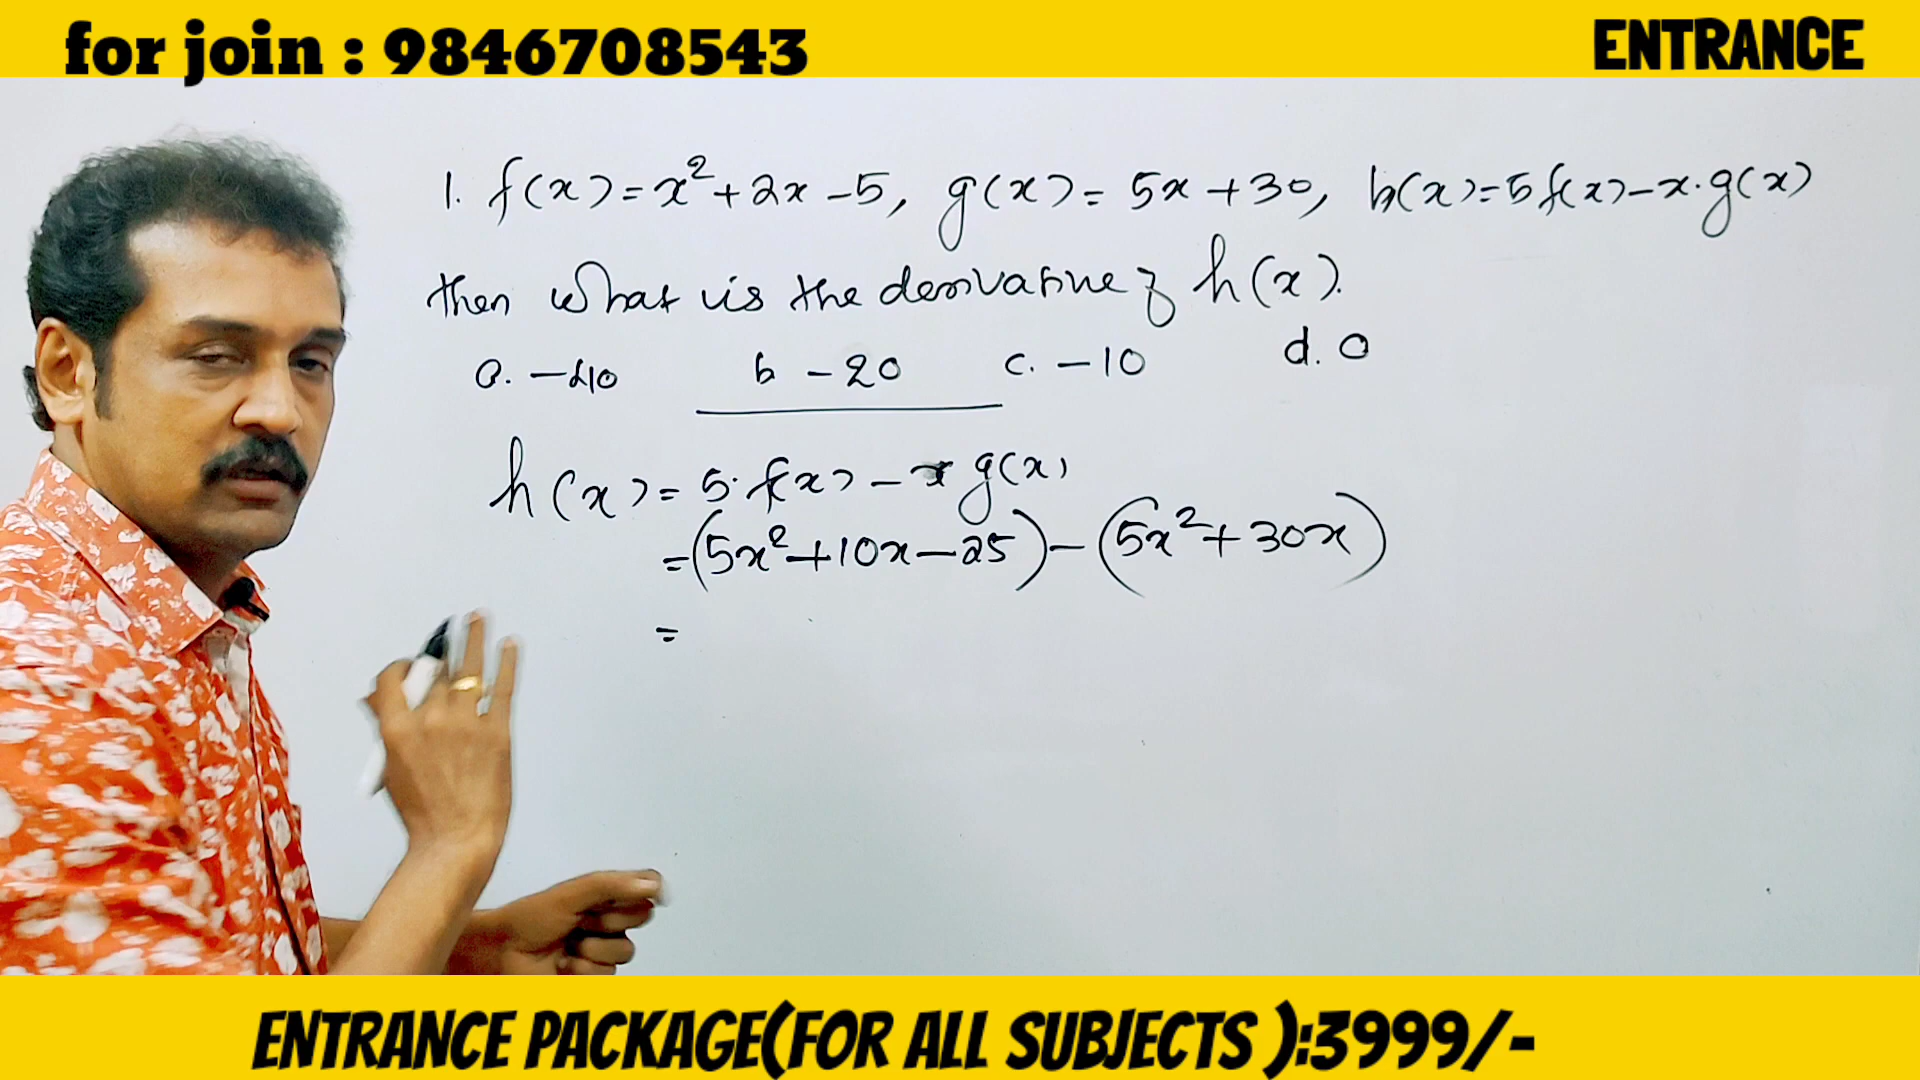 for join : 9846708543
ENTRANCE
1. f(x)=x²+2x-5, g(x)=5x+30, h(x)=5f(x)-x.g(x)
then what is the derivative of h(x).
a. -40 b -20 c. -10 d. 0
h(x)=5.f(x)-x g(x)
=(5x²+10x-25)-(5x²+30x)
=
ENTRANCE PACKAGE(FOR ALL SUBJECTS ):3999/-